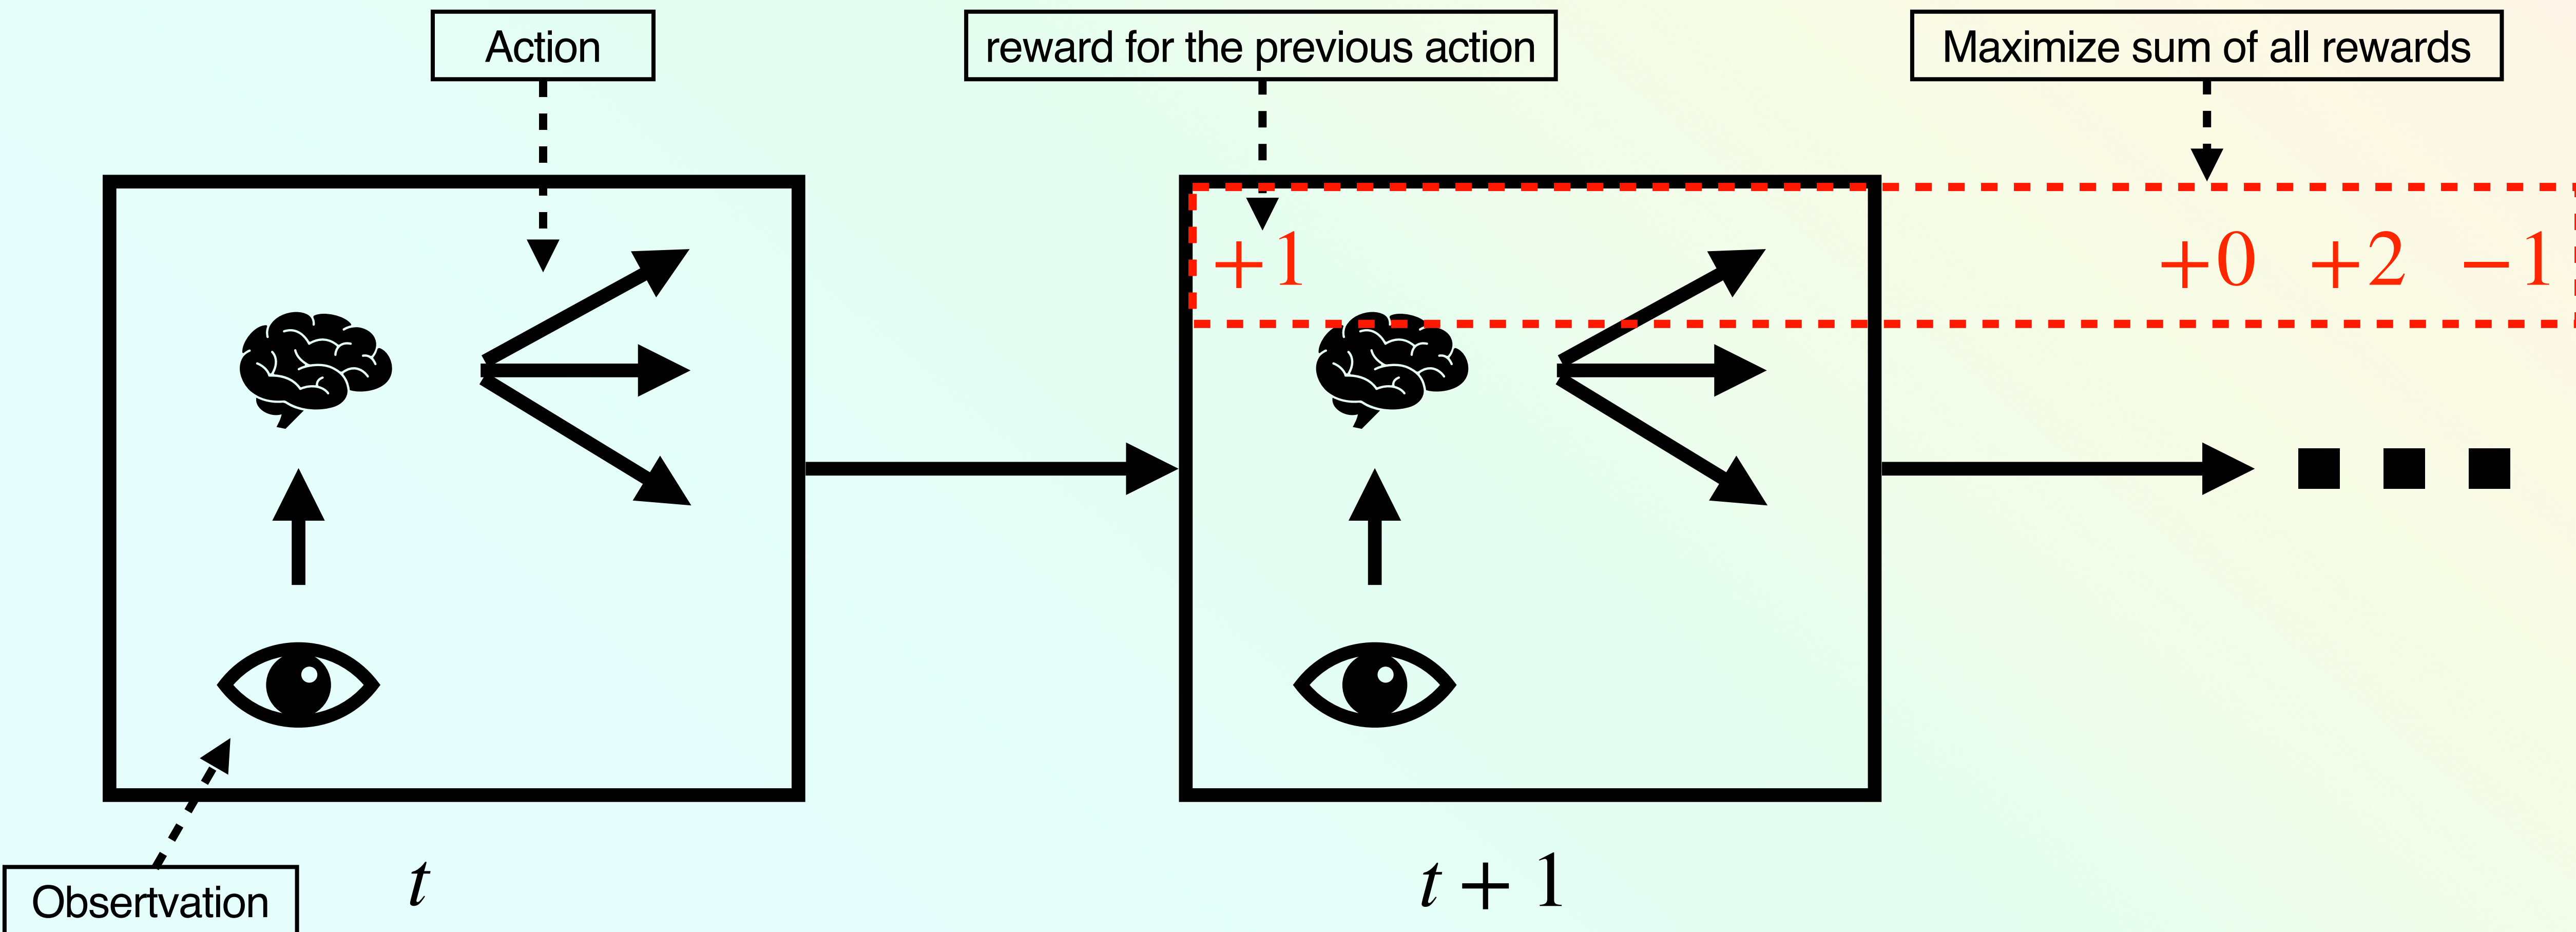 Action
reward for the previous action
Maximize sum of all rewards
+1
+0 +2 −1
Obsertvation
t
t + 1